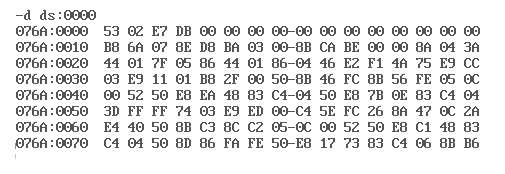 -d ds:0000
076A:0000 53 02 E7 DB 00 00 00 00-00 00 00 00 00 00 00 00
076A:0010 B8 6A 07 8E D8 BA 03 00-8B CA BE 00 00 8A 04 3A
076A:0020 44 01 7F 05 86 44 01 86-04 46 E2 F1 4A 75 E9 CC
076A:0030 03 E9 11 01 B8 2F 00 50-8B 46 FC 8B 56 FE 05 0C
076A:0040 00 52 50 E8 EA 48 83 C4-04 50 E8 7B 0E 83 C4 04
076A:0050 3D FF FF 74 03 E9 ED 00-C4 5E FC 26 8A 47 0C 2A
076A:0060 E4 40 50 8B C3 8C C2 05-0C 00 52 50 E8 C1 48 83
076A:0070 C4 04 50 8D 86 FA FE 50-E8 17 73 83 C4 06 8B B6